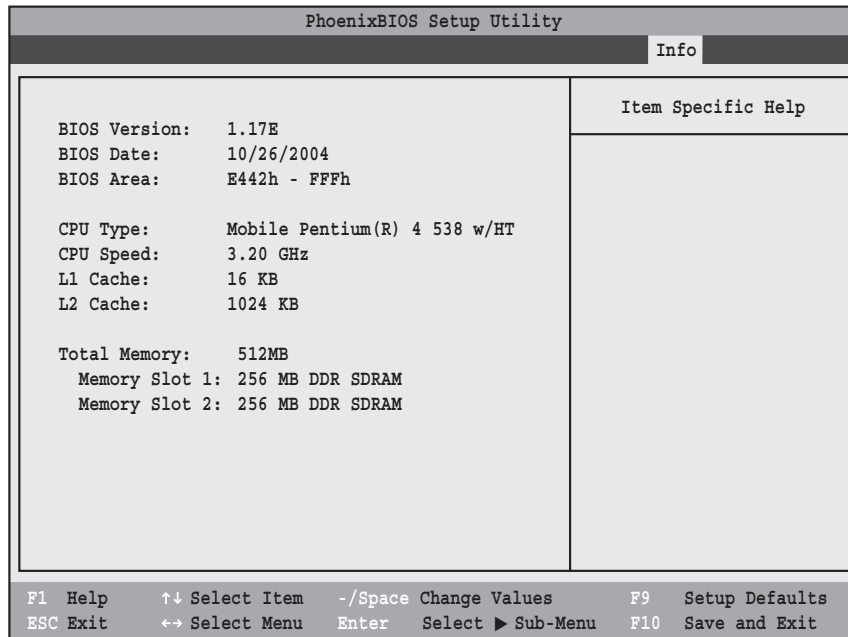 PhoenixBIOS Setup Utility
Info
Item Specific Help
BIOS Version: 1.17E
BIOS Date: 10/26/2004
BIOS Area: E442h - FFFh
CPU Type: Mobile Pentium(R) 4 538 w/HT
CPU Speed: 3.20 GHz
L1 Cache: 16 KB
L2 Cache: 1024 KB
Total Memory: 512MB
Memory Slot 1: 256 MB DDR SDRAM
Memory Slot 2: 256 MB DDR SDRAM
F1 Help ↑↓ Select Item -/Space Change Values F9 Setup Defaults
ESC Exit ←→ Select Menu Enter Select ▶ Sub-Menu F10 Save and Exit